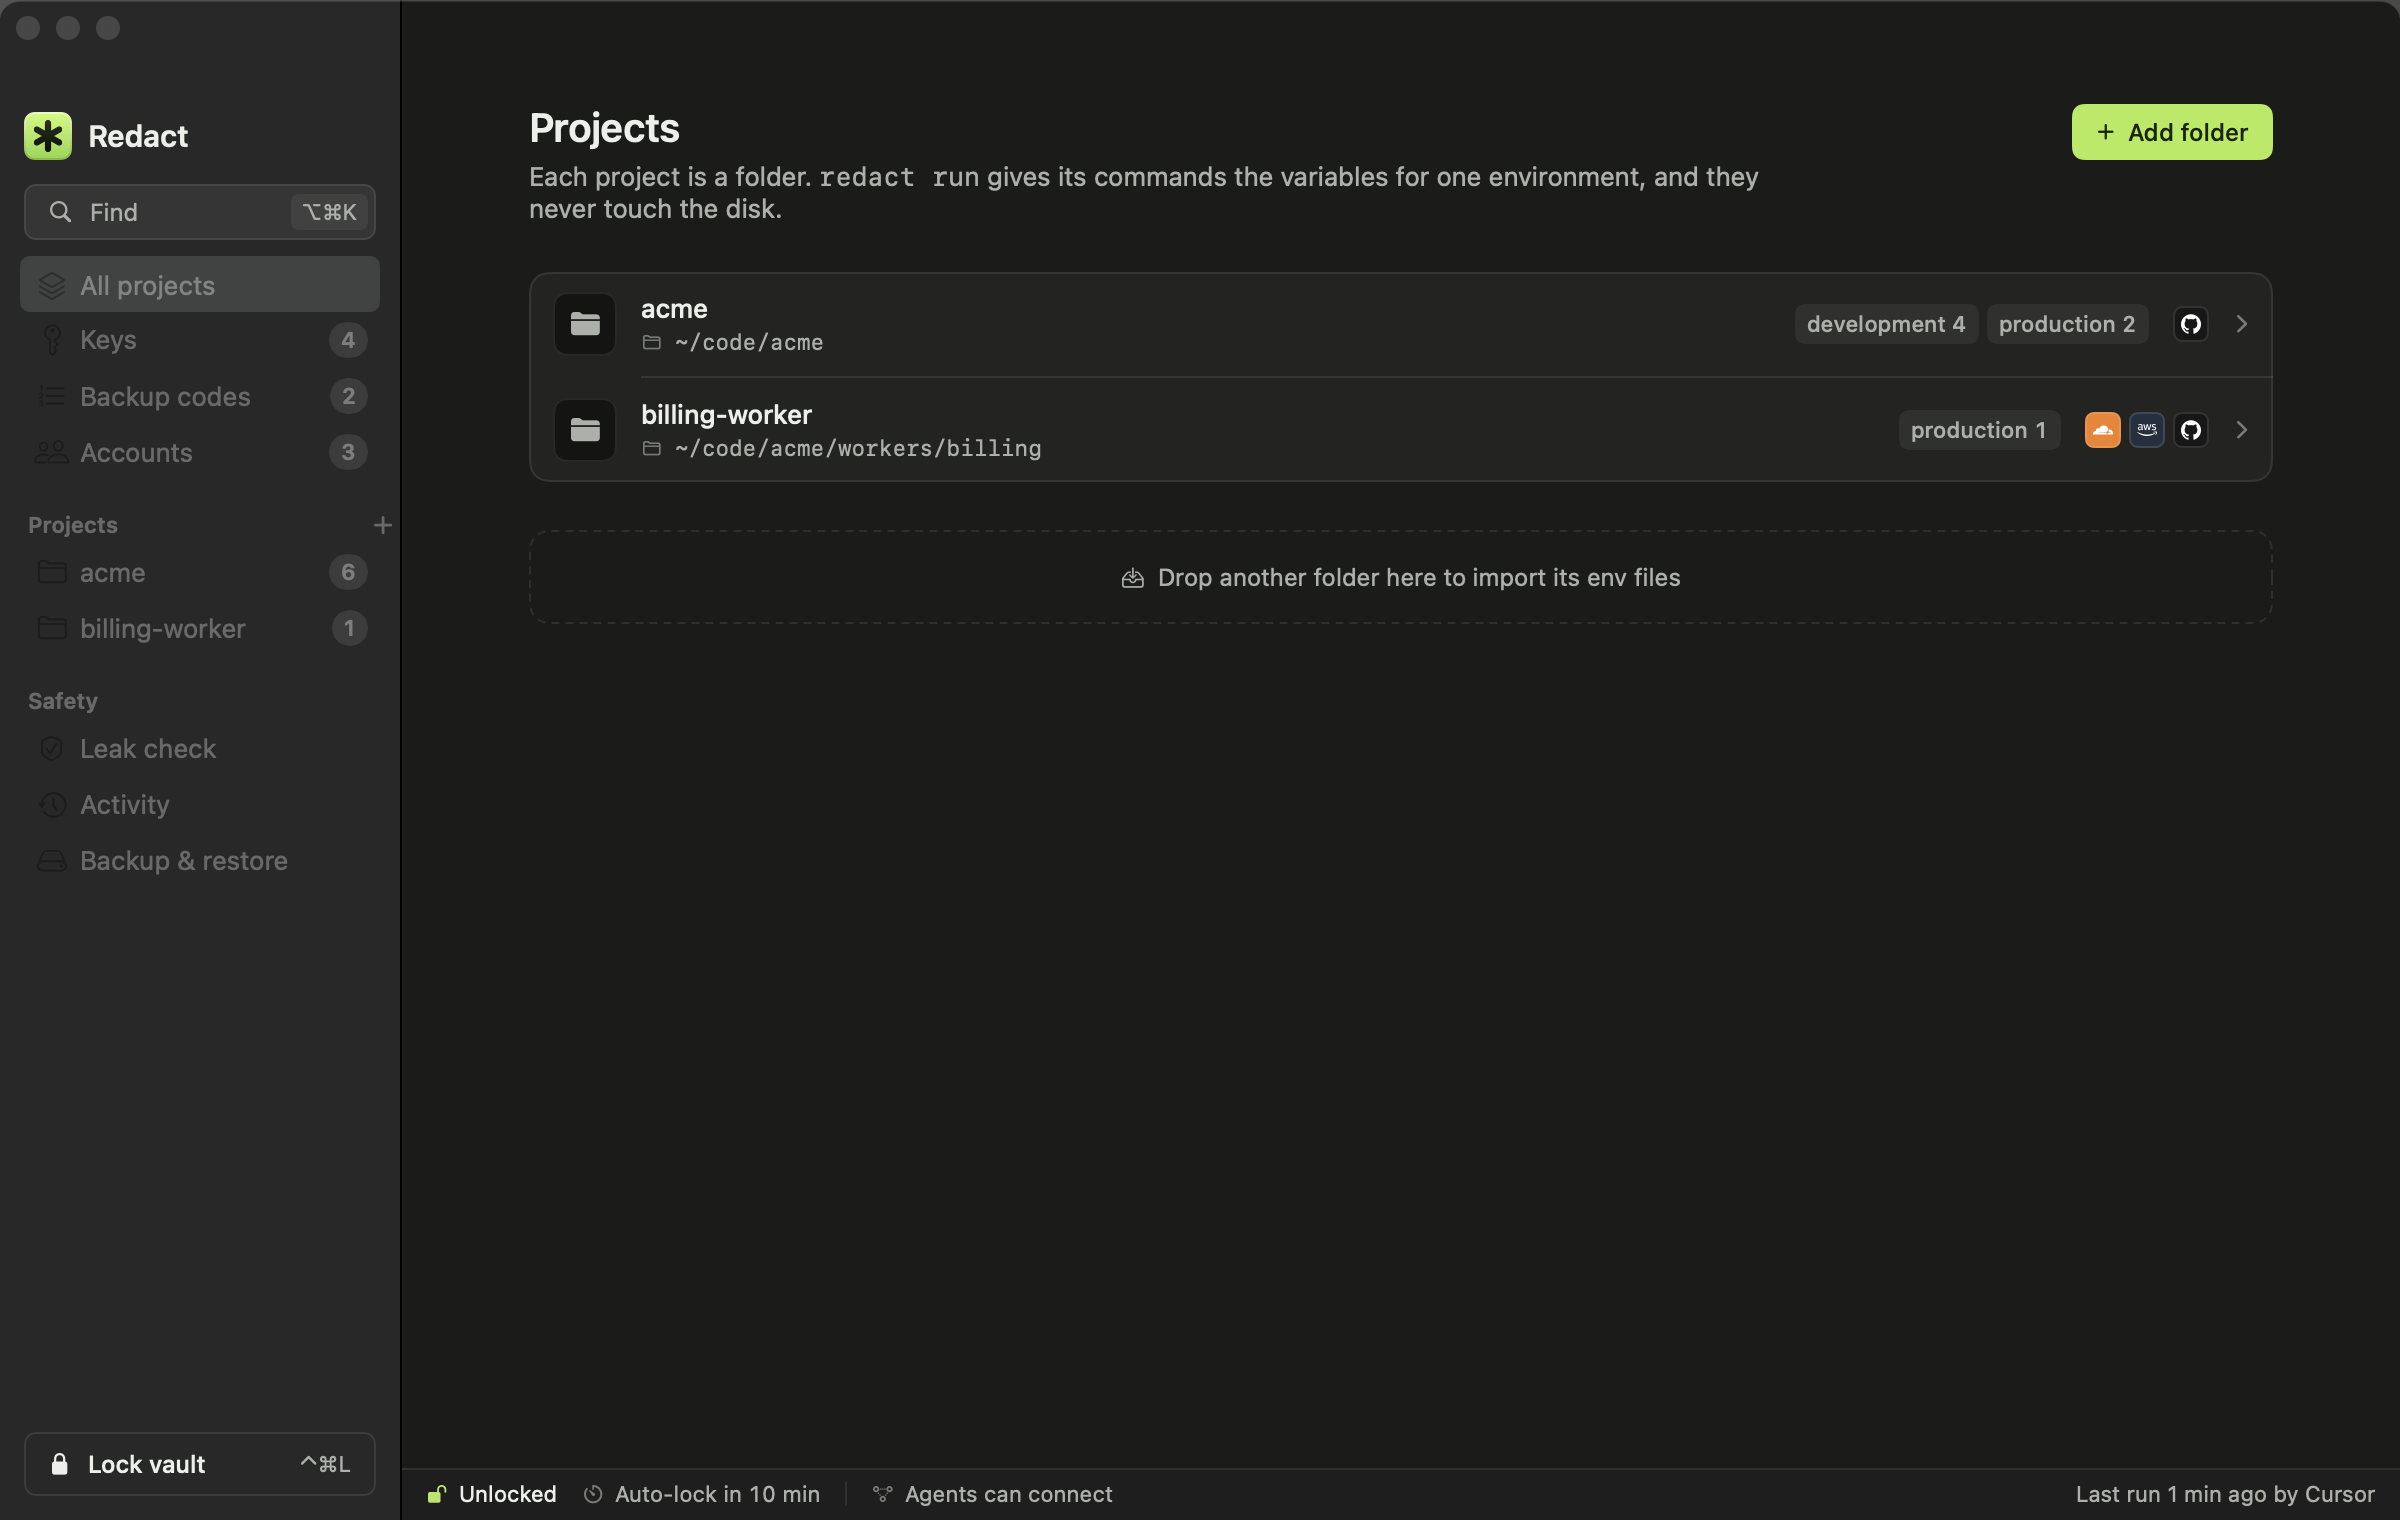 Redact
Find ⌥⌘K
All projects
Keys 4
Backup codes 2
Accounts 3
Projects +
acme 6
billing-worker 1
Safety
Leak check
Activity
Backup & restore
Lock vault ^⌘L
Projects
+ Add folder
Each project is a folder. redact run gives its commands the variables for one environment, and they
never touch the disk.
acme
~/code/acme
development 4 production 2
billing-worker
~/code/acme/workers/billing
production 1 aws
Drop another folder here to import its env files
Unlocked Auto-lock in 10 min Agents can connect Last run 1 min ago by Cursor